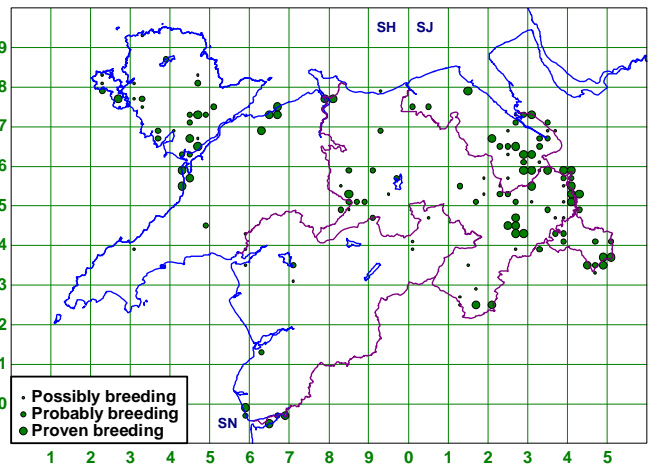 SH SJ
9
8
7
6
5
4
3
2
1
0
Possibly breeding
Probably breeding
Proven breeding
SN
1 2 3 4 5 6 7 8 9 0 1 2 3 4 5